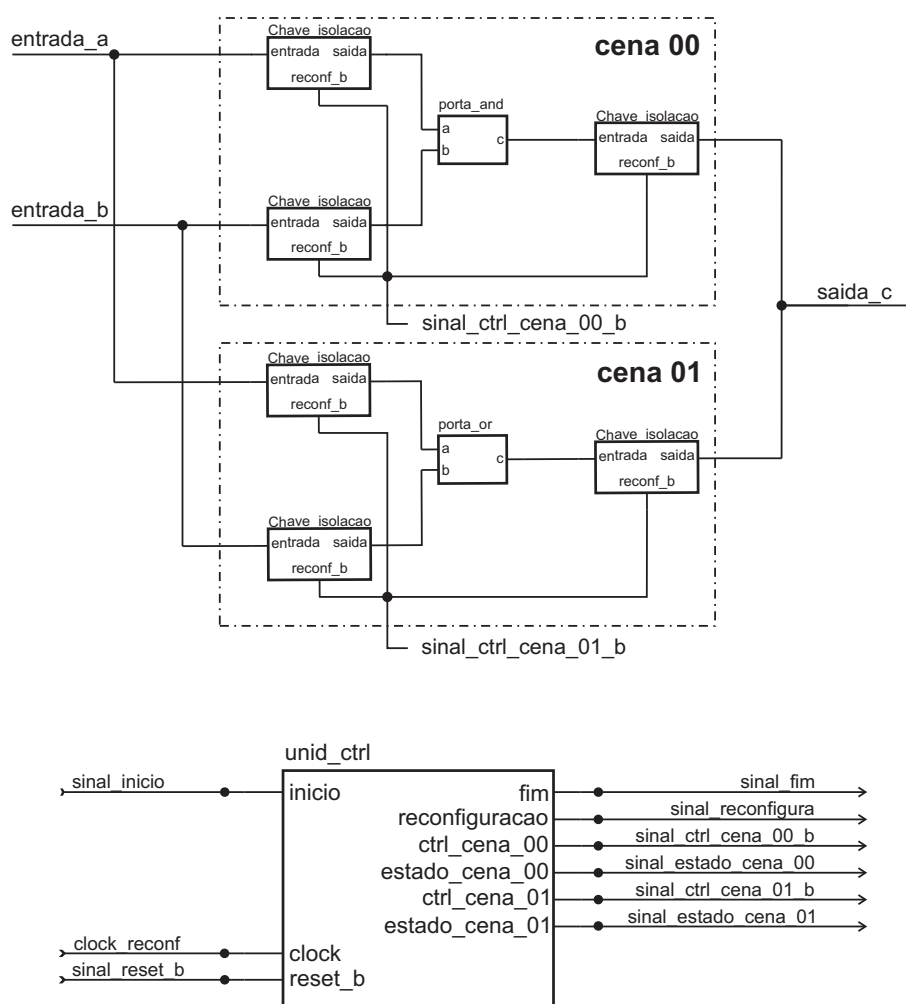 entrada_a
Chave_isolacao
entrada saida
reconf_b
cena 00
porta_and
a
b
c
Chave_isolacao
entrada saida
reconf_b
entrada_b
Chave_isolacao
entrada saida
reconf_b
saida_c
sinal_ctrl_cena_00_b
Chave_isolacao
entrada saida
reconf_b
cena 01
porta_or
a
b
c
Chave_isolacao
entrada saida
reconf_b
Chave_isolacao
entrada saida
reconf_b
sinal_ctrl_cena_01_b
unid_ctrl
sinal_inicio
inicio
fim
sinal_fim
reconfiguracao
sinal_reconfigura
ctrl_cena_00
sinal_ctrl_cena_00_b
estado_cena_00
sinal_estado_cena_00
ctrl_cena_01
sinal_ctrl_cena_01_b
estado_cena_01
sinal_estado_cena_01
clock_reconf
clock
sinal_reset_b
reset_b